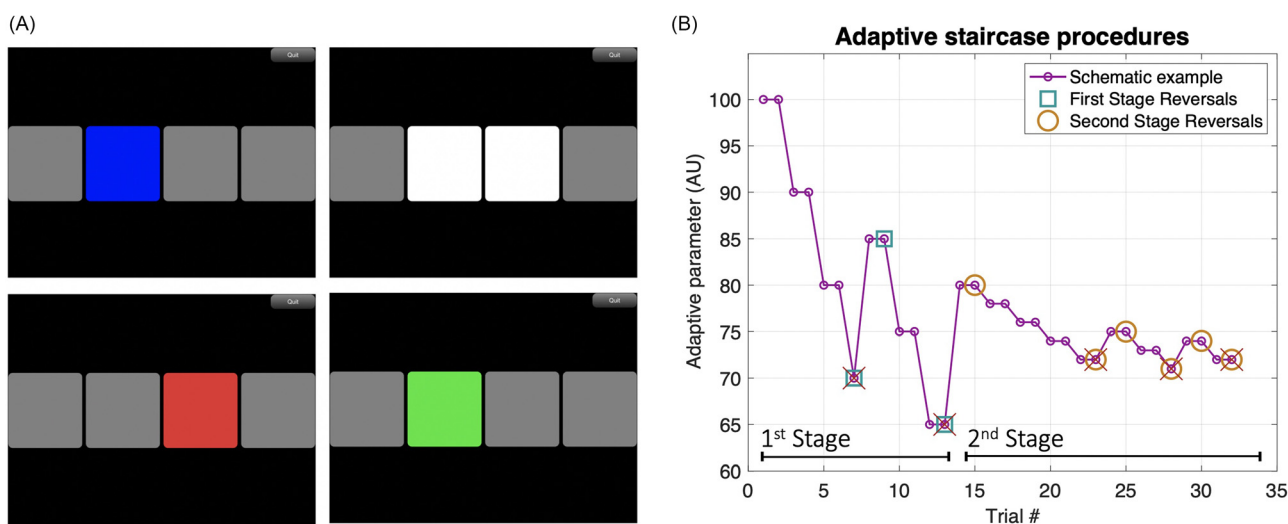 (A)
Quit
Quit
Quit
Quit
(B)
Adaptive staircase procedures
Schematic example
First Stage Reversals
Second Stage Reversals
Adaptive parameter (AU)
100
95
90
85
80
75
70
65
60
1st Stage
2nd Stage
0
5
10
15
20
25
30
35
Trial #